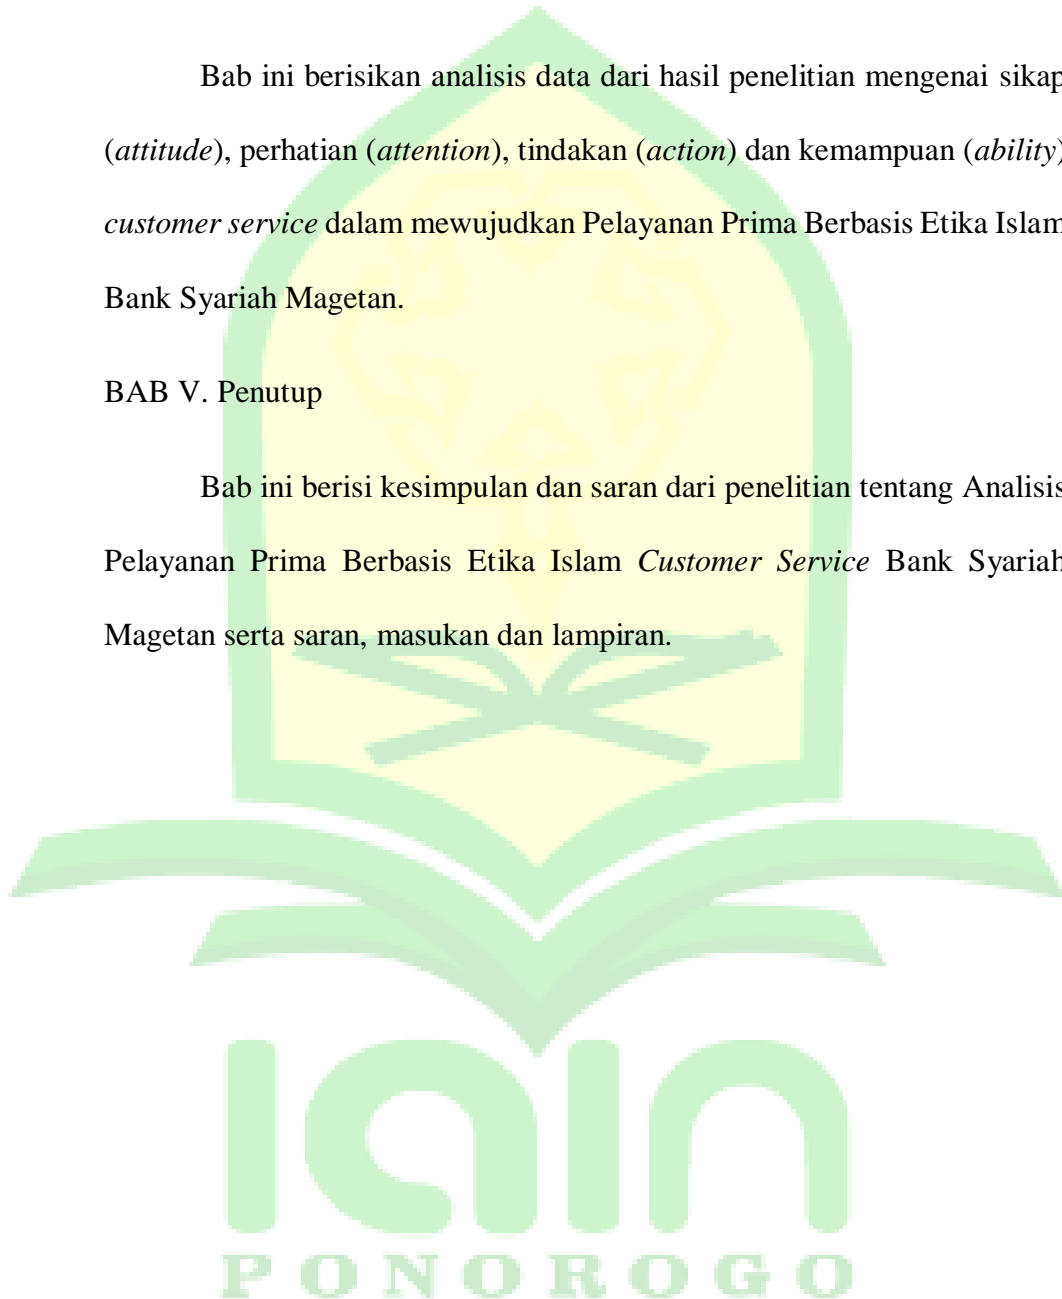 Bab ini berisikan analisis data dari hasil penelitian mengenai sikap
(attitude), perhatian (attention), tindakan (action) dan kemampuan (ability)
customer service dalam mewujudkan Pelayanan Prima Berbasis Etika Islam
Bank Syariah Magetan.
BAB V. Penutup
Bab ini berisi kesimpulan dan saran dari penelitian tentang Analisis
Pelayanan Prima Berbasis Etika Islam Customer Service Bank Syariah
Magetan serta saran, masukan dan lampiran.
iain
PONOROGO